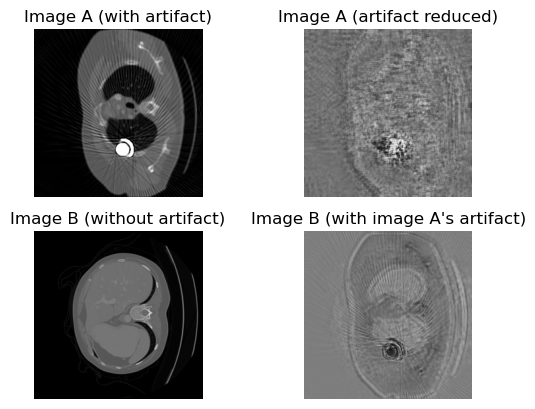 Image A (with artifact)
Image A (artifact reduced)
Image B (without artifact)
Image B (with image A's artifact)